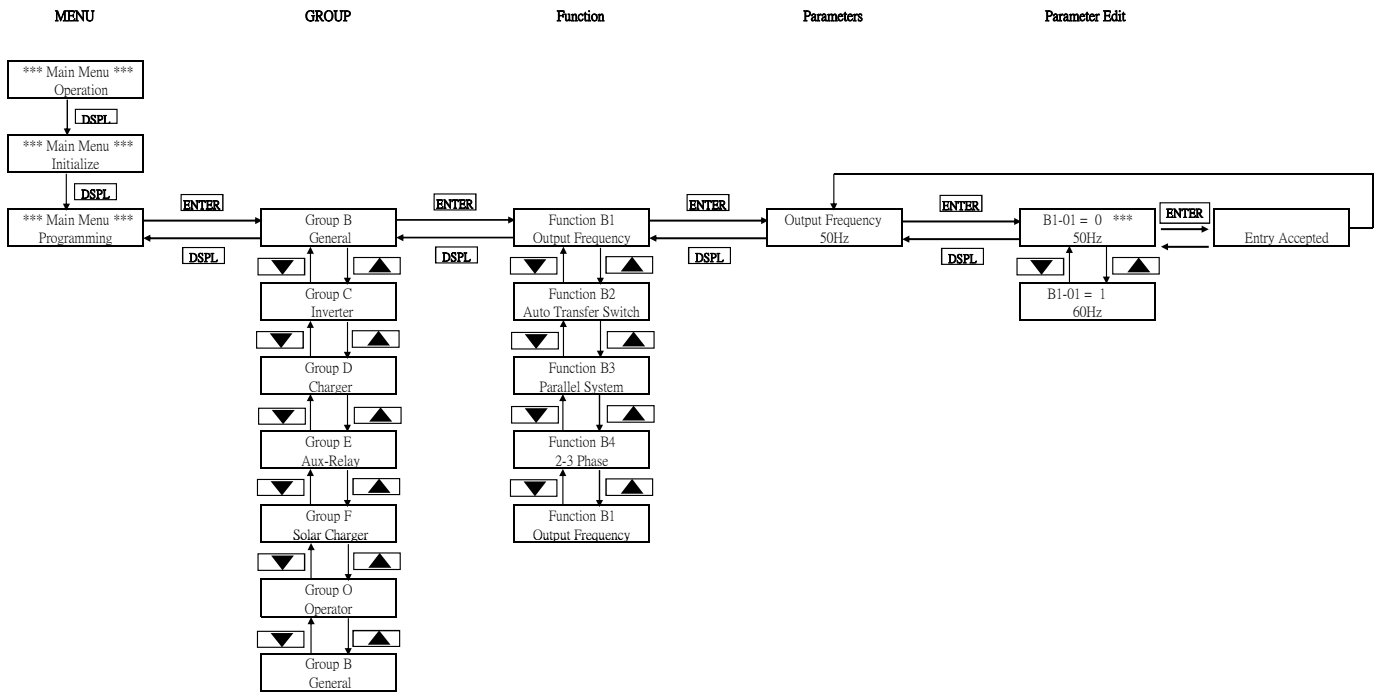 MENU
GROUP
Function
Parameters
Parameter Edit
*** Main Menu ***
Operation
DSPL
*** Main Menu ***
Initialize
DSPL
*** Main Menu ***
Programming
ENTER
DSPL
Group B
General
Group C
Inverter
Group D
Charger
Group E
Aux-Relay
Group F
Solar Charger
Group O
Operator
Group B
General
ENTER
DSPL
Function B1
Output Frequency
Function B2
Auto Transfer Switch
Function B3
Parallel System
Function B4
2-3 Phase
Function B1
Output Frequency
ENTER
DSPL
Output Frequency
50Hz
ENTER
DSPL
B1-01 = 0 ***
50Hz
B1-01 = 1
60Hz
ENTER
Entry Accepted